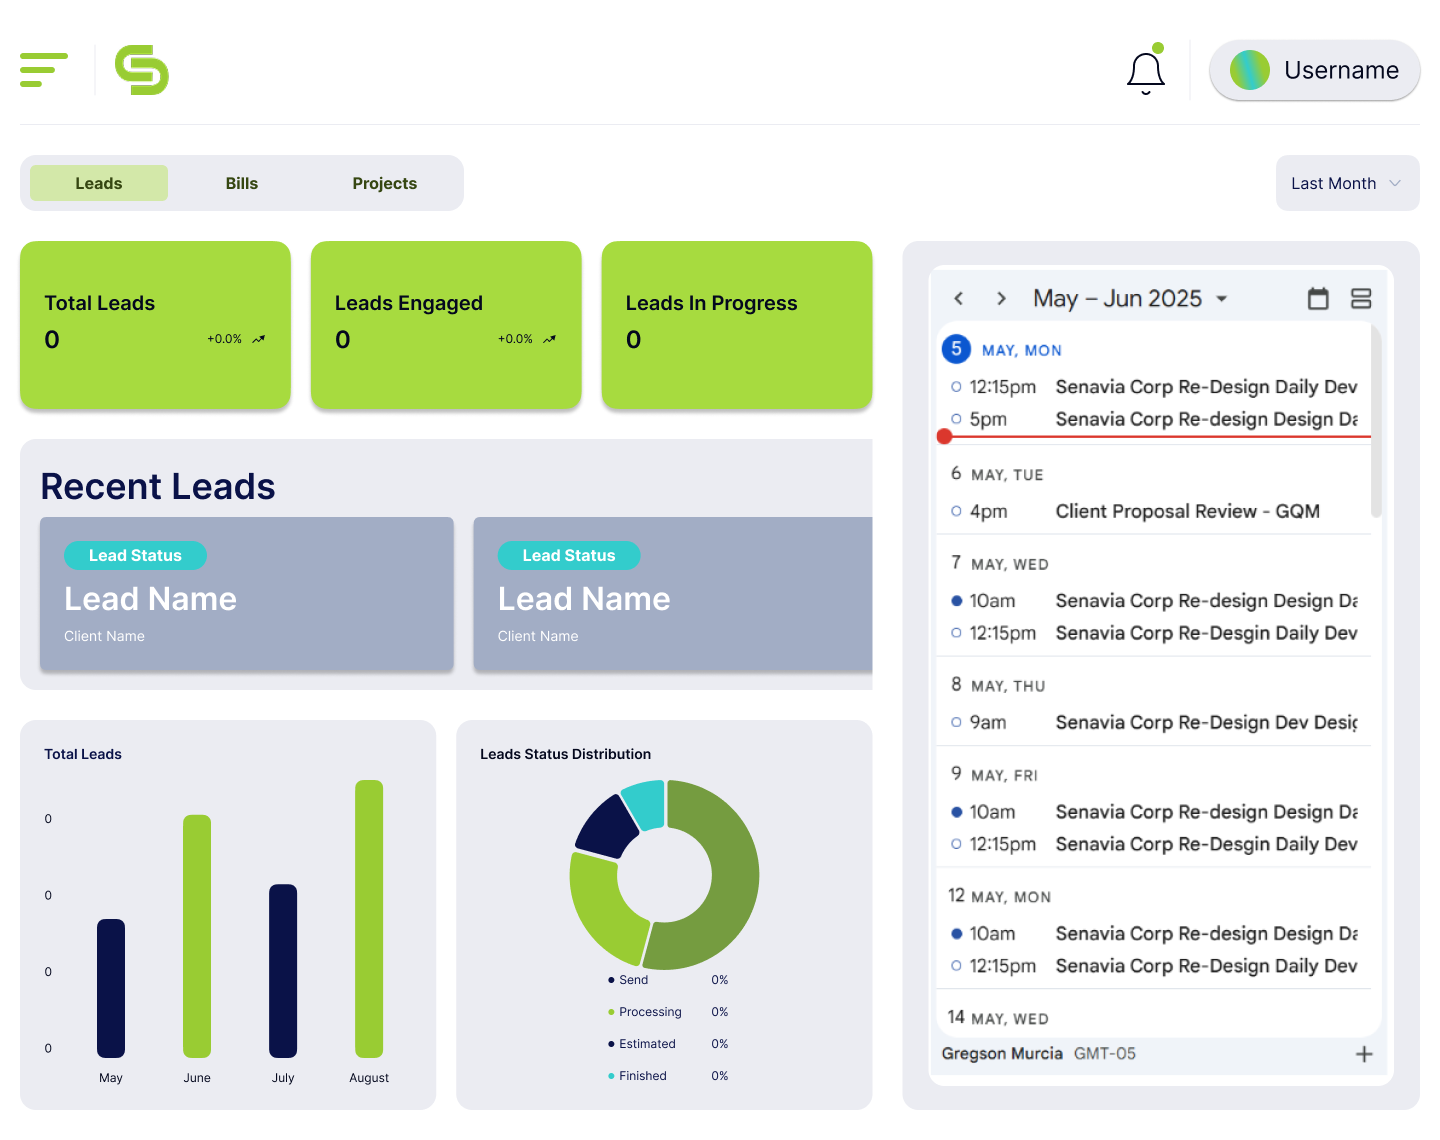 Username
Leads Bills Projects
Last Month
Total Leads
0 +0.0%
Leads Engaged
0 +0.0%
Leads In Progress
0
Recent Leads
Lead Status
Lead Name
Client Name
Lead Status
Lead Name
Client Name
Total Leads
0
0
0
0
May June July August
Leads Status Distribution
Send 0%
Processing 0%
Estimated 0%
Finished 0%
May – Jun 2025
5 MAY, MON
12:15pm Senavia Corp Re-Design Daily Dev
5pm Senavia Corp Re-design Design Da
6 MAY, TUE
4pm Client Proposal Review - GQM
7 MAY, WED
10am Senavia Corp Re-design Design Da
12:15pm Senavia Corp Re-Desgin Daily Dev
8 MAY, THU
9am Senavia Corp Re-Design Dev Desig
9 MAY, FRI
10am Senavia Corp Re-design Design Da
12:15pm Senavia Corp Re-Desgin Daily Dev
12 MAY, MON
10am Senavia Corp Re-design Design Da
12:15pm Senavia Corp Re-Desgin Daily Dev
14 MAY, WED
Gregson Murcia GMT-05